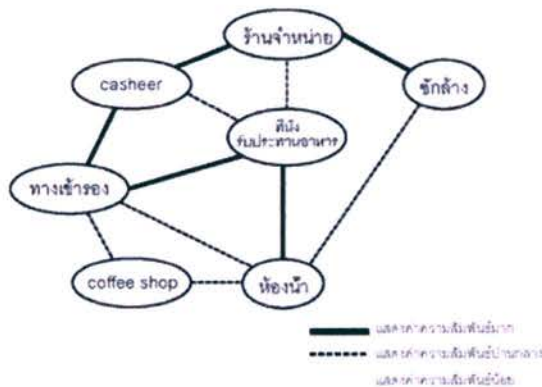 ร้านจำหน่าย
casheer
ซักล้าง
ที่นั่ง
รับประทานอาหาร
ทางเข้ารอง
coffee shop
ห้องน้ำ
แสดงค่าความสัมพันธ์มาก
แสดงค่าความสัมพันธ์ปานกลาง
แสดงค่าความสัมพันธ์น้อย